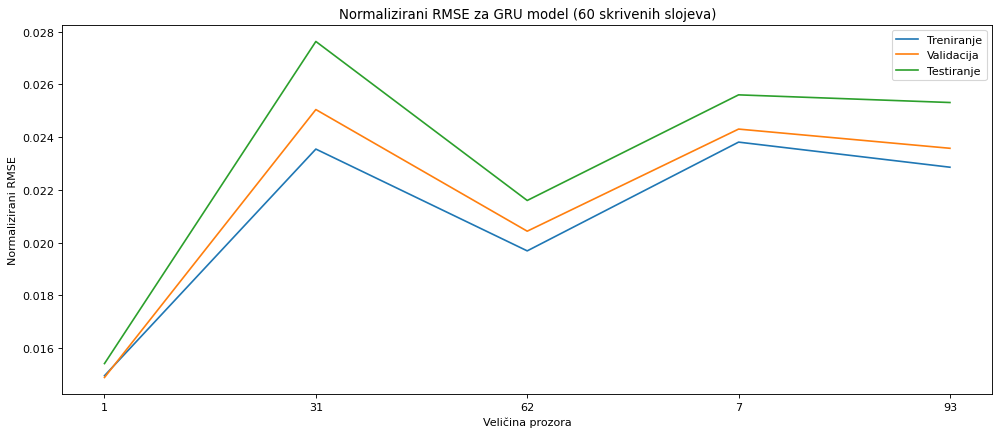 Normalizirani RMSE za GRU model (60 skrivenih slojeva)
Treniranje
Validacija
Testiranje
0.028
0.026
0.024
0.022
0.020
0.018
0.016
Normalizirani RMSE
1 31 62 7 93
Veličina prozora